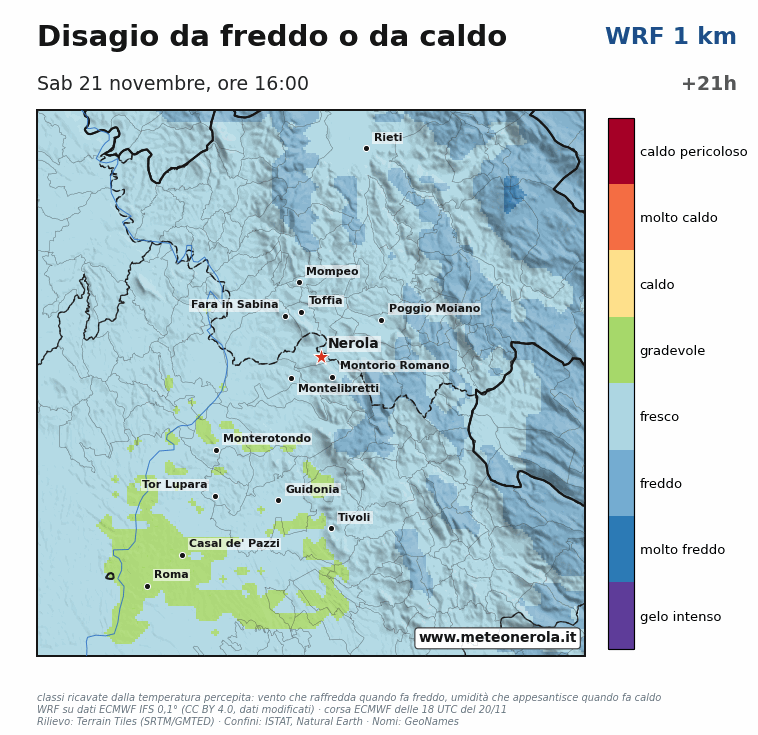 Disagio da freddo o da caldo
WRF 1 km
Sab 21 novembre, ore 16:00
+21h
Rieti
Mompeo
Toffia
Fara in Sabina
Poggio Moiano
Nerola
Montorio Romano
Montelibretti
Monterotondo
Tor Lupara
Guidonia
Tivoli
Casal de' Pazzi
Roma
www.meteonerola.it
caldo pericoloso
molto caldo
caldo
gradevole
fresco
freddo
molto freddo
gelo intenso
classi ricavate dalla temperatura percepita: vento che raffredda quando fa freddo, umidità che appesantisce quando fa caldo
WRF su dati ECMWF IFS 0,1° (CC BY 4.0, dati modificati) · corsa ECMWF delle 18 UTC del 20/11
Rilievo: Terrain Tiles (SRTM/GMTED) · Confini: ISTAT, Natural Earth · Nomi: GeoNames